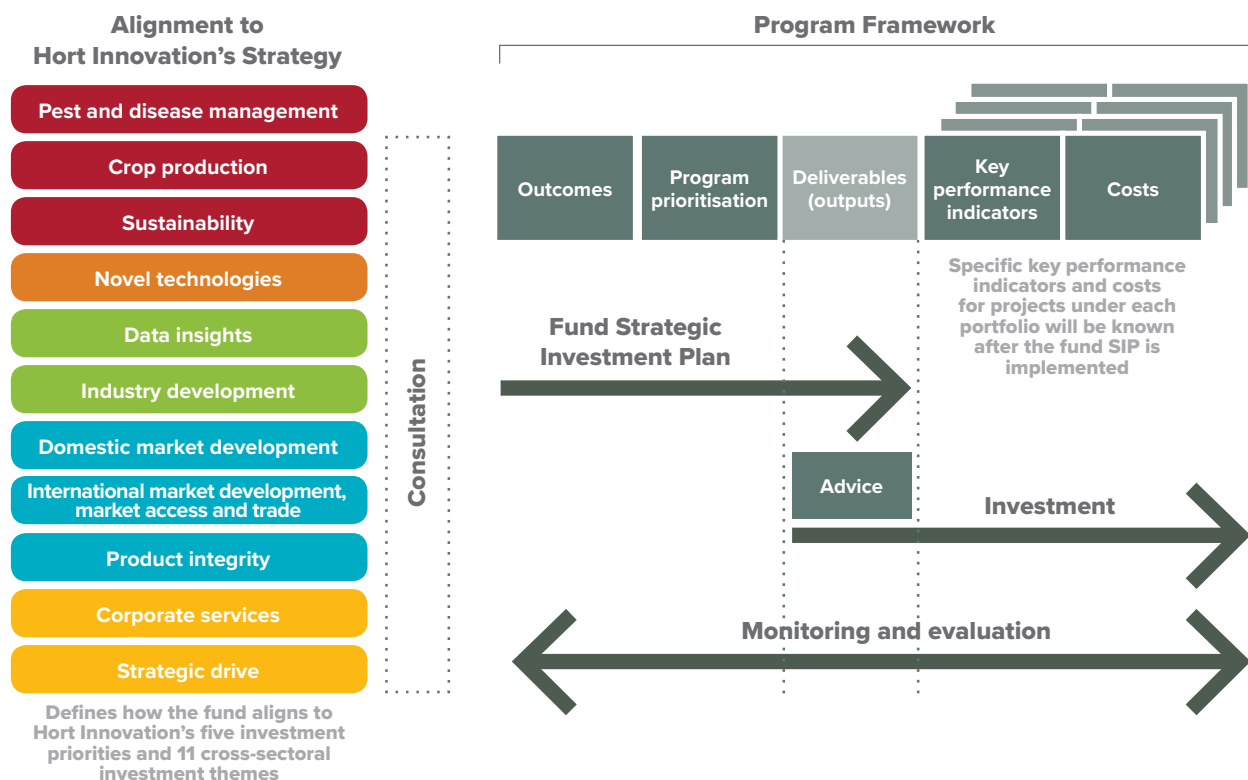 Alignment to
Hort Innovation's Strategy
Pest and disease management
Crop production
Sustainability
Novel technologies
Data insights
Industry development
Domestic market development
International market development,
market access and trade
Product integrity
Corporate services
Strategic drive
Defines how the fund aligns to
Hort Innovation's five investment
priorities and 11 cross-sectoral
investment themes
Consultation
Program Framework
Outcomes
Program
prioritisation
Deliverables
(outputs)
Key
performance
indicators
Costs
Specific key performance
indicators and costs
for projects under each
portfolio will be known
after the fund SIP is
implemented
Fund Strategic
Investment Plan
Advice
Investment
Monitoring and evaluation